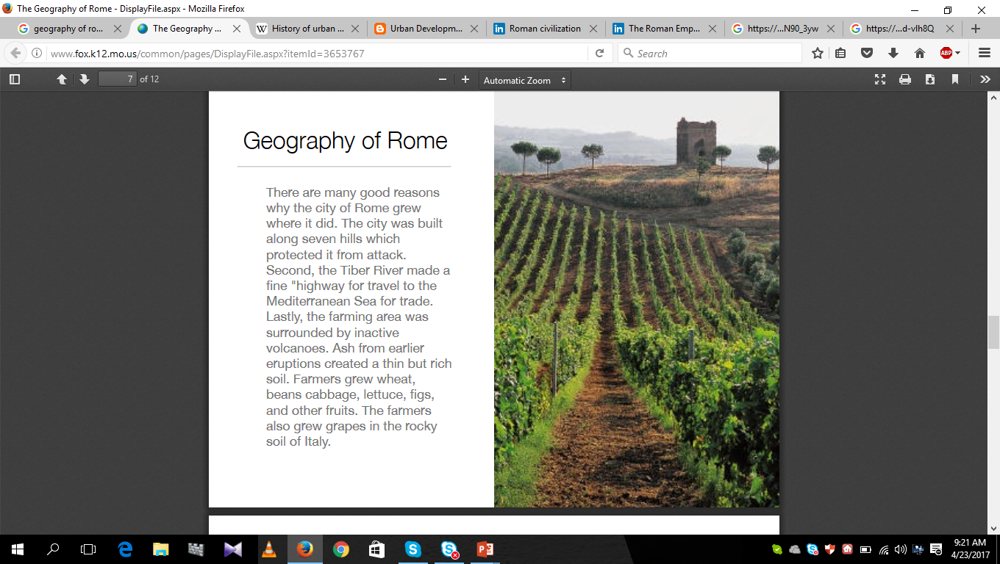 The Geography of Rome - DisplayFile.aspx - Mozilla Firefox
geography of ro...
The Geography ...
History of urban ...
Urban Developm...
Roman civilization
The Roman Emp...
https://...N90_3yw
https://...d-vlh8Q
www.fox.k12.mo.us/common/pages/DisplayFile.aspx?itemId=3653767
Search
ABP
7 of 12
Automatic Zoom
Geography of Rome
There are many good reasons
why the city of Rome grew
where it did. The city was built
along seven hills which
protected it from attack.
Second, the Tiber River made a
fine "highway for travel to the
Mediterranean Sea for trade.
Lastly, the farming area was
surrounded by inactive
volcanoes. Ash from earlier
eruptions created a thin but rich
soil. Farmers grew wheat,
beans cabbage, lettuce, figs,
and other fruits. The farmers
also grew grapes in the rocky
soil of Italy.
9:21 AM
4/23/2017